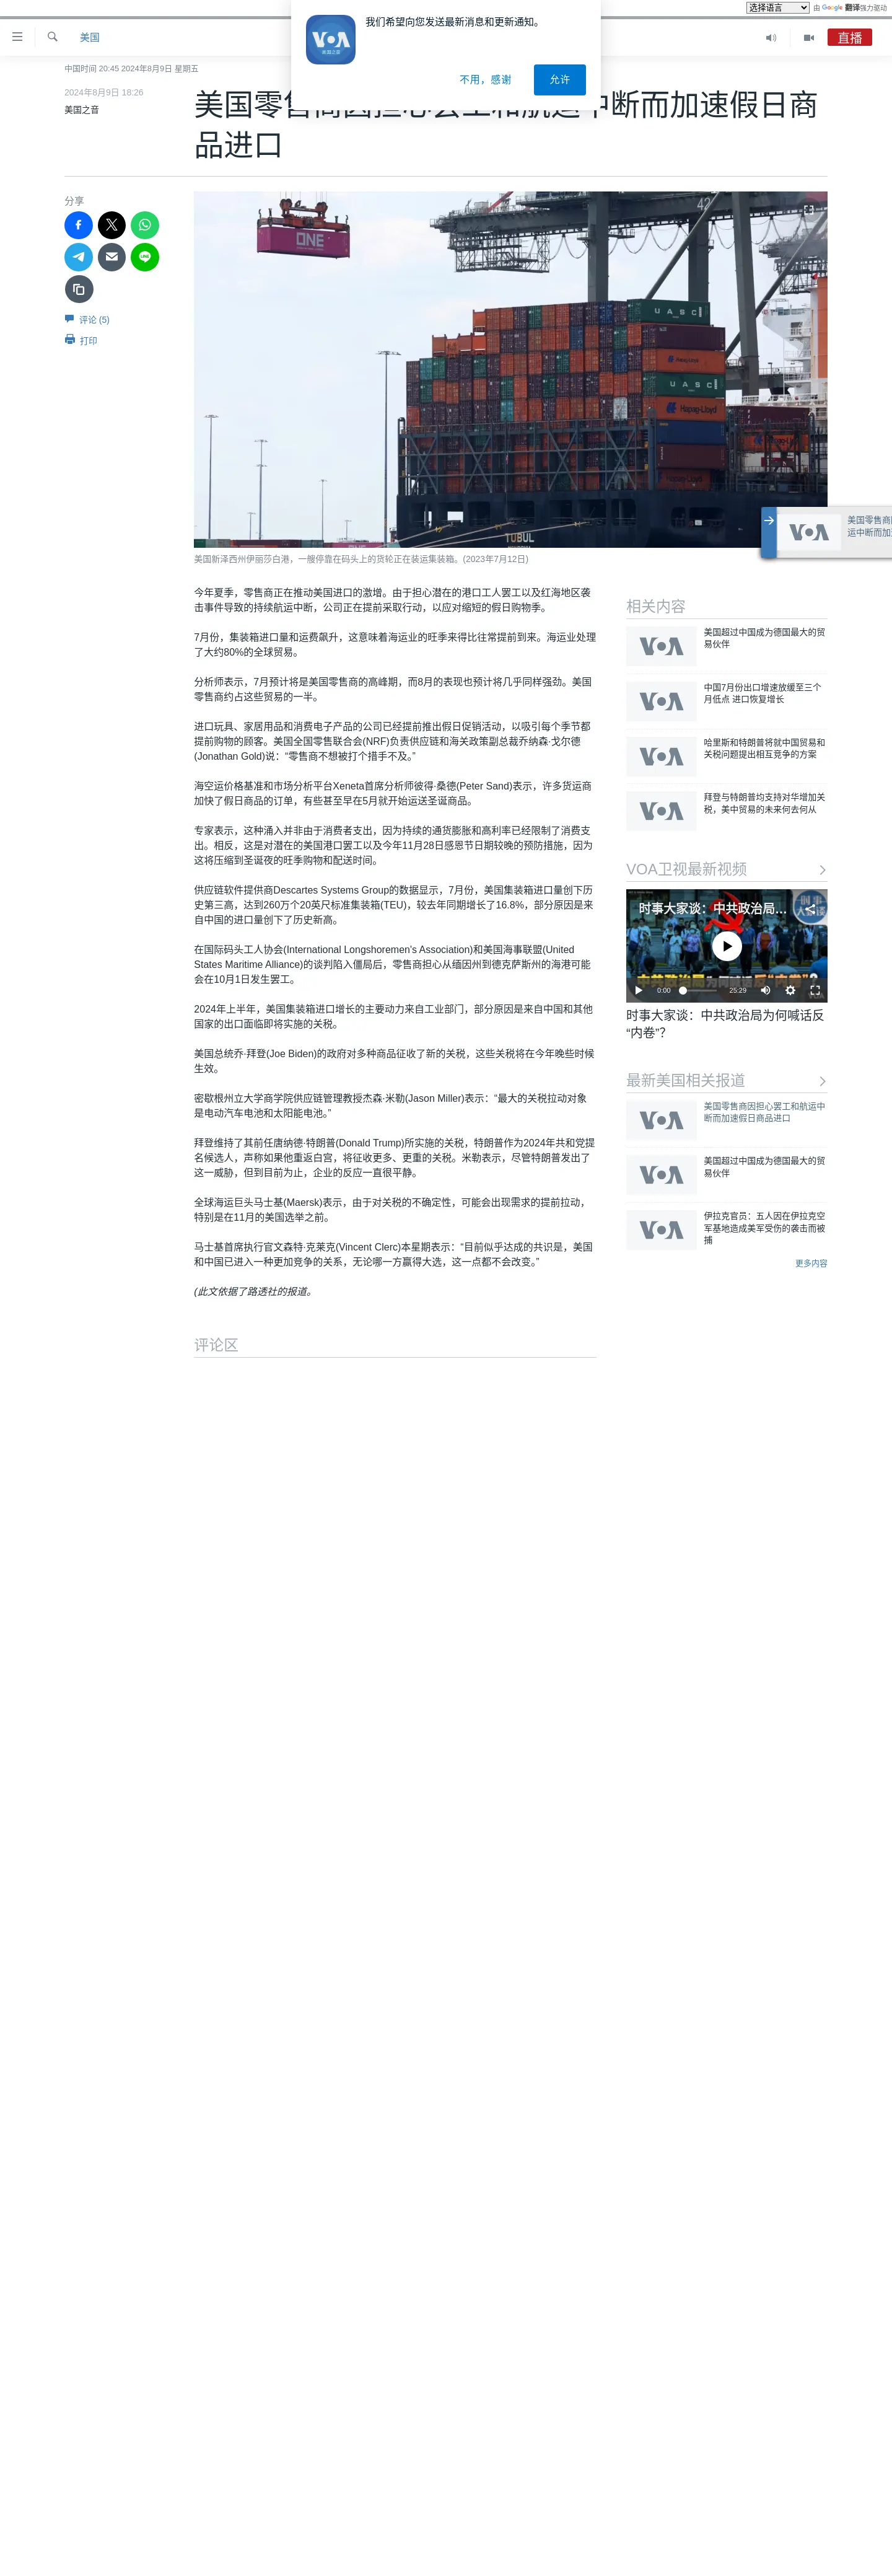 选择语言
由 Google 翻译强力驱动
我们希望向您发送最新消息和更新通知。
VOA
美国之音
不用，感谢
允许
美国
直播
中国时间 20:45 2024年8月9日 星期五
2024年8月9日 18:26
美国之音
美国零售商因担心罢工和航运中断而加速假日商
品进口
分享
评论 (5)
打印
42
ONE
UASC
UASC
Hapag-Lloyd
美国新泽西州伊丽莎白港，一艘停靠在码头上的货轮正在装运集装箱。(2023年7月12日)
VOA
美国零售商
运中断而加
今年夏季，零售商正在推动美国进口的激增。由于担心潜在的港口工人罢工以及红海地区袭
击事件导致的持续航运中断，公司正在提前采取行动，以应对缩短的假日购物季。
7月份，集装箱进口量和运费飙升，这意味着海运业的旺季来得比往常提前到来。海运业处理
了大约80%的全球贸易。
分析师表示，7月预计将是美国零售商的高峰期，而8月的表现也预计将几乎同样强劲。美国
零售商约占这些贸易的一半。
进口玩具、家居用品和消费电子产品的公司已经提前推出假日促销活动，以吸引每个季节都
提前购物的顾客。美国全国零售联合会(NRF)负责供应链和海关政策副总裁乔纳森·戈尔德
(Jonathan Gold)说：“零售商不想被打个措手不及。”
海空运价格基准和市场分析平台Xeneta首席分析师彼得·桑德(Peter Sand)表示，许多货运商
加快了假日商品的订单，有些甚至早在5月就开始运送圣诞商品。
专家表示，这种涌入并非由于消费者支出，因为持续的通货膨胀和高利率已经限制了消费支
出。相反，这是对潜在的美国港口罢工以及今年11月28日感恩节日期较晚的预防措施，因为
这将压缩到圣诞夜的旺季购物和配送时间。
供应链软件提供商Descartes Systems Group的数据显示，7月份，美国集装箱进口量创下历
史第三高，达到260万个20英尺标准集装箱(TEU)，较去年同期增长了16.8%，部分原因是来
自中国的进口量创下了历史新高。
在国际码头工人协会(International Longshoremen's Association)和美国海事联盟(United
States Maritime Alliance)的谈判陷入僵局后，零售商担心从缅因州到德克萨斯州的海港可能
会在10月1日发生罢工。
2024年上半年，美国集装箱进口增长的主要动力来自工业部门，部分原因是来自中国和其他
国家的出口面临即将实施的关税。
美国总统乔·拜登(Joe Biden)的政府对多种商品征收了新的关税，这些关税将在今年晚些时候
生效。
密歇根州立大学商学院供应链管理教授杰森·米勒(Jason Miller)表示：“最大的关税拉动对象
是电动汽车电池和太阳能电池。”
拜登维持了其前任唐纳德·特朗普(Donald Trump)所实施的关税，特朗普作为2024年共和党提
名候选人，声称如果他重返白宫，将征收更多、更重的关税。米勒表示，尽管特朗普发出了
这一威胁，但到目前为止，企业的反应一直很平静。
全球海运巨头马士基(Maersk)表示，由于对关税的不确定性，可能会出现需求的提前拉动，
特别是在11月的美国选举之前。
马士基首席执行官文森特·克莱克(Vincent Clerc)本星期表示：“目前似乎达成的共识是，美国
和中国已进入一种更加竞争的关系，无论哪一方赢得大选，这一点都不会改变。”
(此文依据了路透社的报道。
评论区
相关内容
VOA
美国超过中国成为德国最大的贸
易伙伴
VOA
中国7月份出口增速放缓至三个
月低点 进口恢复增长
VOA
哈里斯和特朗普将就中国贸易和
关税问题提出相互竞争的方案
VOA
拜登与特朗普均支持对华增加关
税，美中贸易的未来何去何从
VOA卫视最新视频
时事大家谈：中共政治局...
0:00
25:29
时事大家谈：中共政治局为何喊话反
“内卷”？
最新美国相关报道
VOA
美国零售商因担心罢工和航运中
断而加速假日商品进口
VOA
美国超过中国成为德国最大的贸
易伙伴
VOA
伊拉克官员：五人因在伊拉克空
军基地造成美军受伤的袭击而被
捕
更多内容